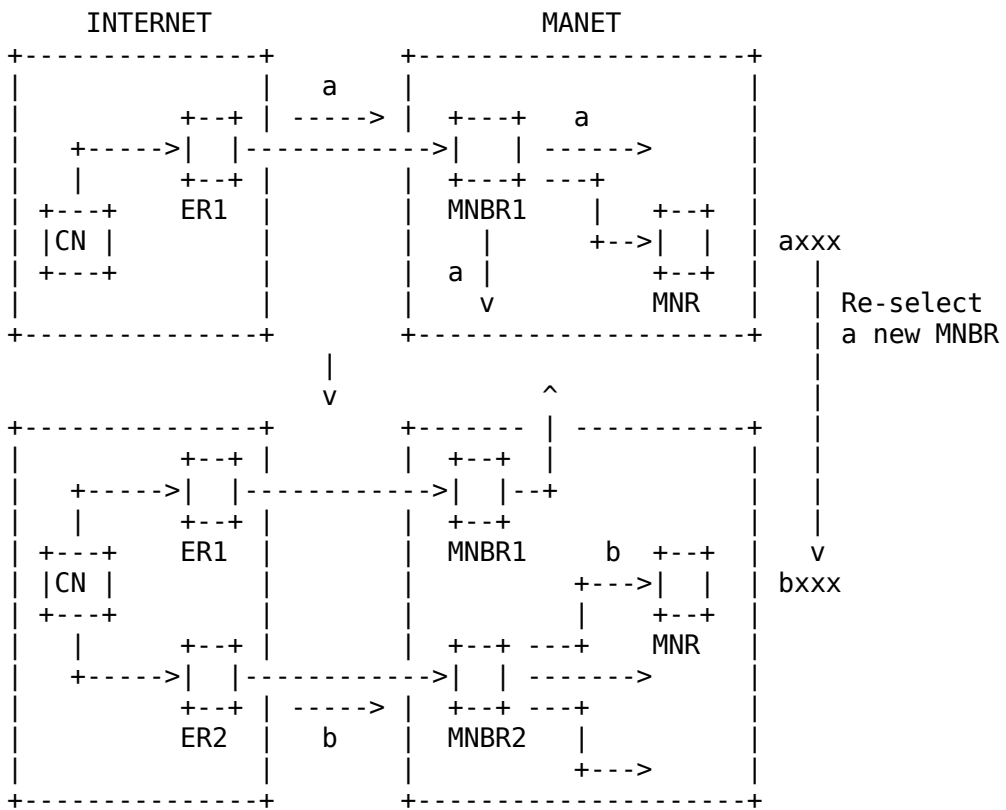 INTERNET MANET
a
a
ER1 MNBR1
CN axxx
a
MNR Re-select
a new MNBR
ER1 MNBR1 b
CN bxxx
MNR
ER2 b MNBR2